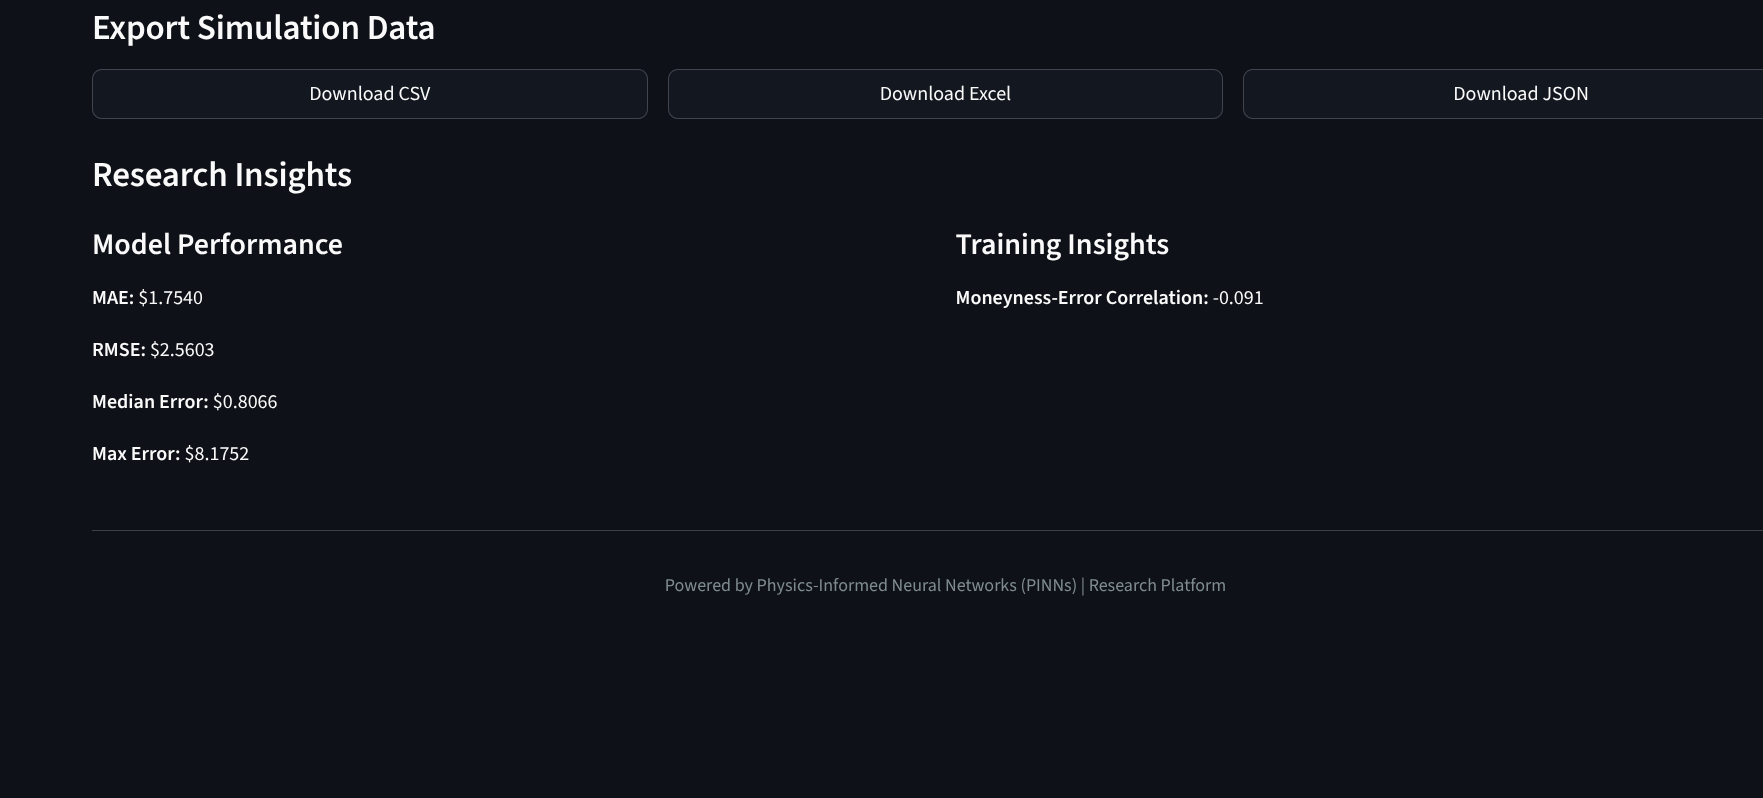 Export Simulation Data
Download CSV
Download Excel
Download JSON
Research Insights
Model Performance
MAE: $1.7540
RMSE: $2.5603
Median Error: $0.8066
Max Error: $8.1752
Training Insights
Moneyness-Error Correlation: -0.091
Powered by Physics-Informed Neural Networks (PINNs) | Research Platform